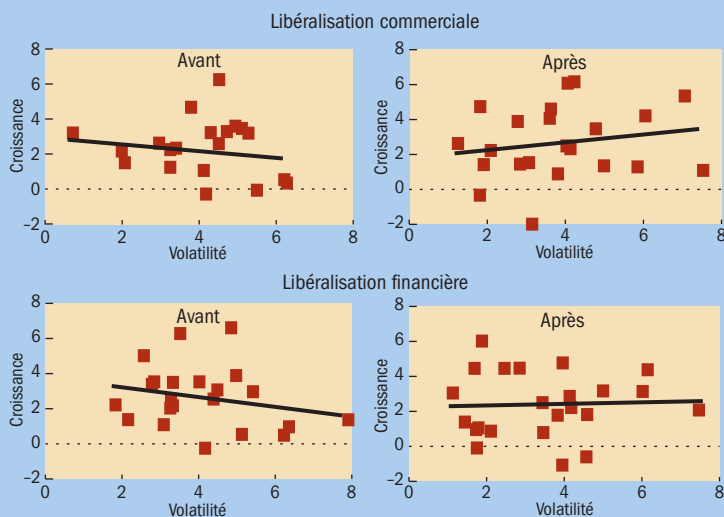 Libéralisation commerciale
Avant
Croissance
8
6
4
2
0
–2
0 2 4 6 8
Volatilité
Après
Croissance
8
6
4
2
0
–2
0 2 4 6 8
Volatilité
Libéralisation financière
Avant
Croissance
8
6
4
2
0
–2
0 2 4 6 8
Volatilité
Après
Croissance
8
6
4
2
0
–2
0 2 4 6 8
Volatilité